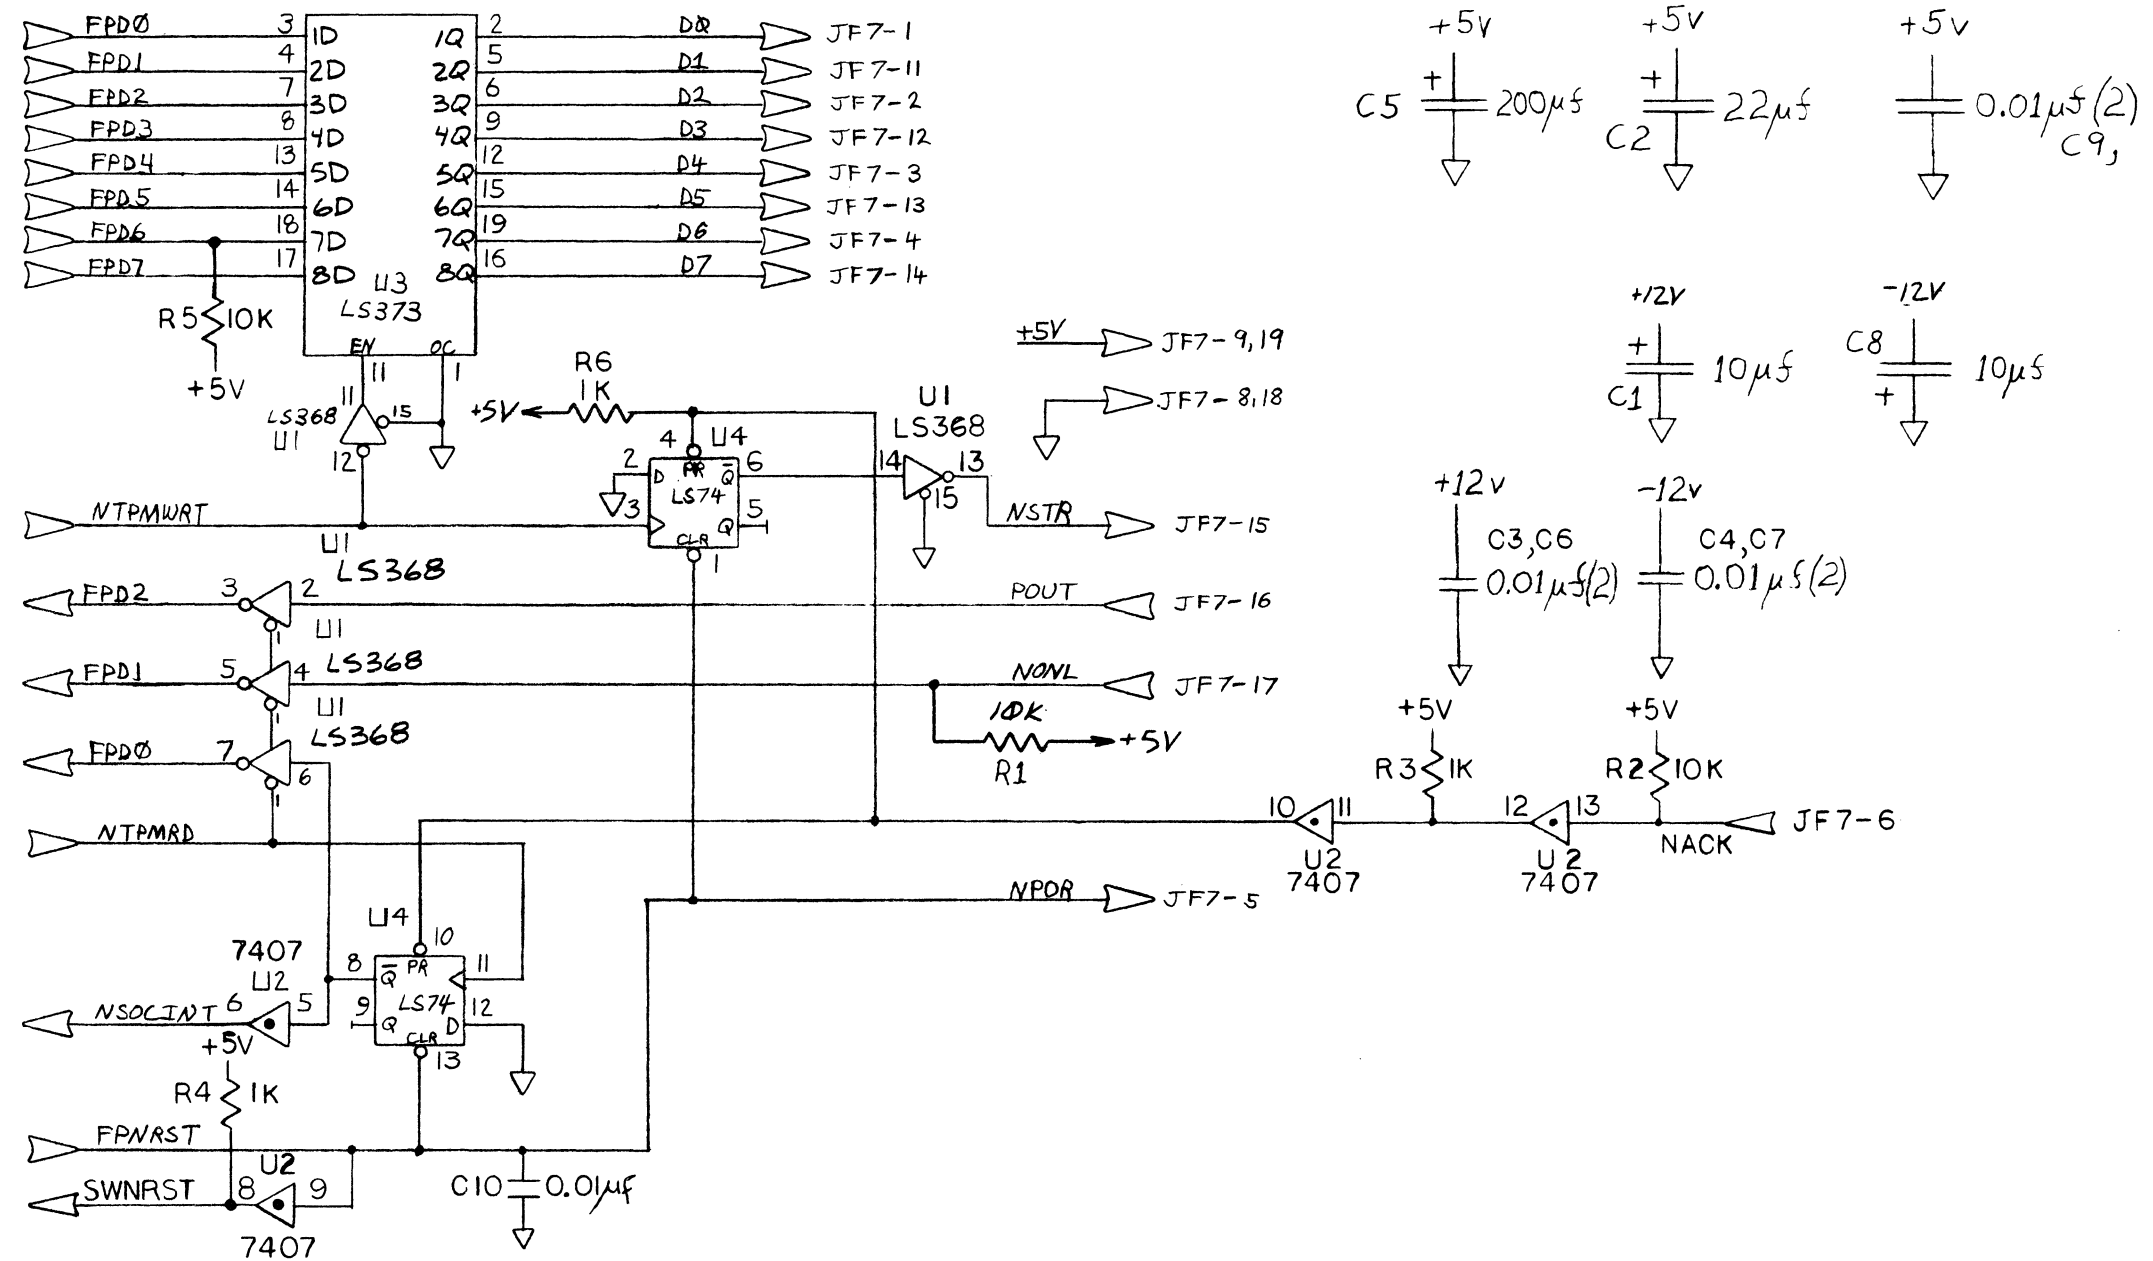 FPD0 3 1D 1Q 2 D0 JF7-1
FPD1 4 2D 2Q 5 D1 JF7-11
FPD2 7 3D 3Q 6 D2 JF7-2
FPD3 8 4D 4Q 9 D3 JF7-12
FPD4 13 5D 5Q 12 D4 JF7-3
FPD5 14 6D 6Q 15 D5 JF7-13
FPD6 18 7D 7Q 19 D6 JF7-4
FPD7 17 8D 8Q 16 D7 JF7-14
U3
LS373
EN OC
11 1
R5 10K
+5V
11
LS368 15
U1
12
+5V
C5 + 200µf
+5V
+ 22µf
C2
+5V
0.01µf(2)
C9,
+12V
+ 10µf
C1
-12V
C8 10µf
+
+5V JF7-9,19
JF7-8,18
+12V
C3,C6
0.01µf(2)
-12V
C4,C7
0.01µf(2)
R6
1K
+5V
4 U4
2 D PR Q̅ 6
LS74
3 Q 5
CLR
1
U1
LS368
14 13
15
NSTR JF7-15
NTPMWRT
U1
LS368
FPD2 3 2 POUT JF7-16
1 U1
LS368
FPD1 5 4 NONL JF7-17
1 U1
LS368
10K
+5V
R1
FPD0 7 6
1
+5V
R3 1K
+5V
R2 10K
10 11 12 13 JF7-6
NACK
U2 U2
7407 7407
NTPMRD
NPOR JF7-5
U4
10
7407
U2
8 Q̅ PR 11
LS74
9 Q D 12
CLR
13
NSOCINT 6 5
+5V
R4 1K
FPNRST
U2
SWNRST 8 9
7407
C10 0.01µf